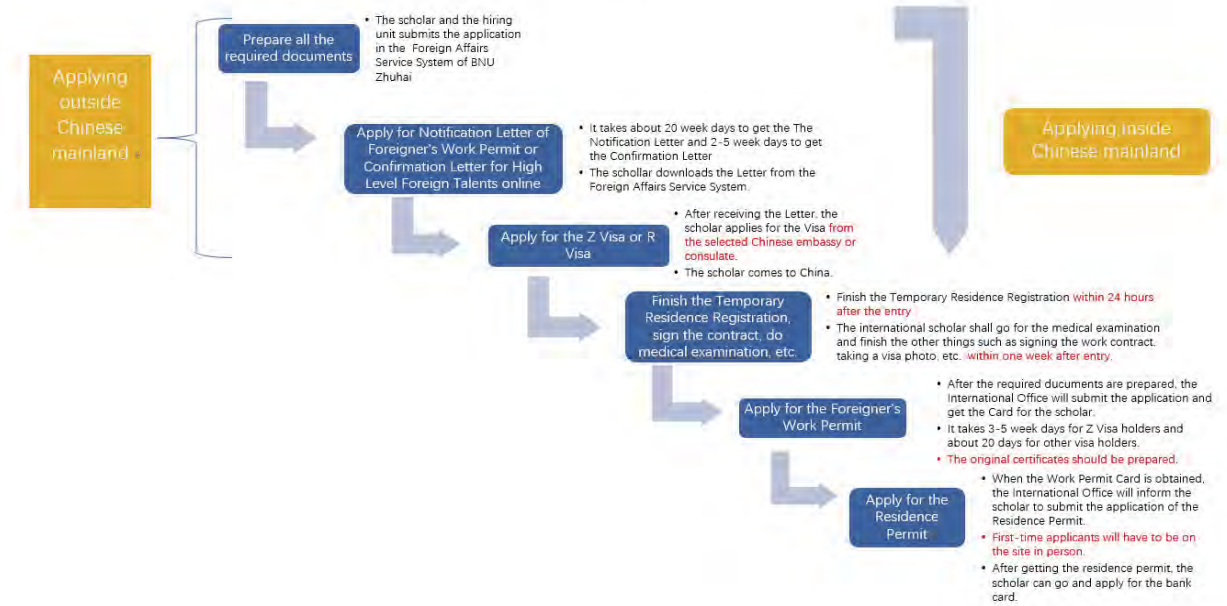 Applying
outside
Chinese
mainland
Prepare all the
required documents
• The scholar and the hiring
unit submits the application
in the Foreign Affairs
Service System of BNU
Zhuhai
Apply for Notification Letter of
Foreigner's Work Permit or
Confirmation Letter for High
Level Foreign Talents online
• It takes about 20 week days to get the The
Notification Letter and 2-5 week days to get
the Confirmation Letter
• The schollar downloads the Letter from the
Foreign Affairs Service System.
Applying inside
Chinese mainland
Apply for the Z Visa or R
Visa
• After receiving the Letter, the
scholar applies for the Visa from
the selected Chinese embassy or
consulate.
• The scholar comes to China.
Finish the Temporary
Residence Registration,
sign the contract, do
medical examination, etc.
• Finish the Temporary Residence Registration within 24 hours
after the entry
• The international scholar shall go for the medical examination
and finish the other things such as signing the work contract,
taking a visa photo, etc. within one week after entry.
Apply for the Foreigner's
Work Permit
• After the required ducuments are prepared, the
International Office will submit the application and
get the Card for the scholar.
• It takes 3-5 week days for Z Visa holders and
about 20 days for other visa holders.
• The original certificates should be prepared.
Apply for the
Residence
Permit
• When the Work Permit Card is obtained,
the International Office will inform the
scholar to submit the application of the
Residence Permit.
• First-time applicants will have to be on
the site in person.
• After getting the residence permit, the
scholar can go and apply for the bank
card.